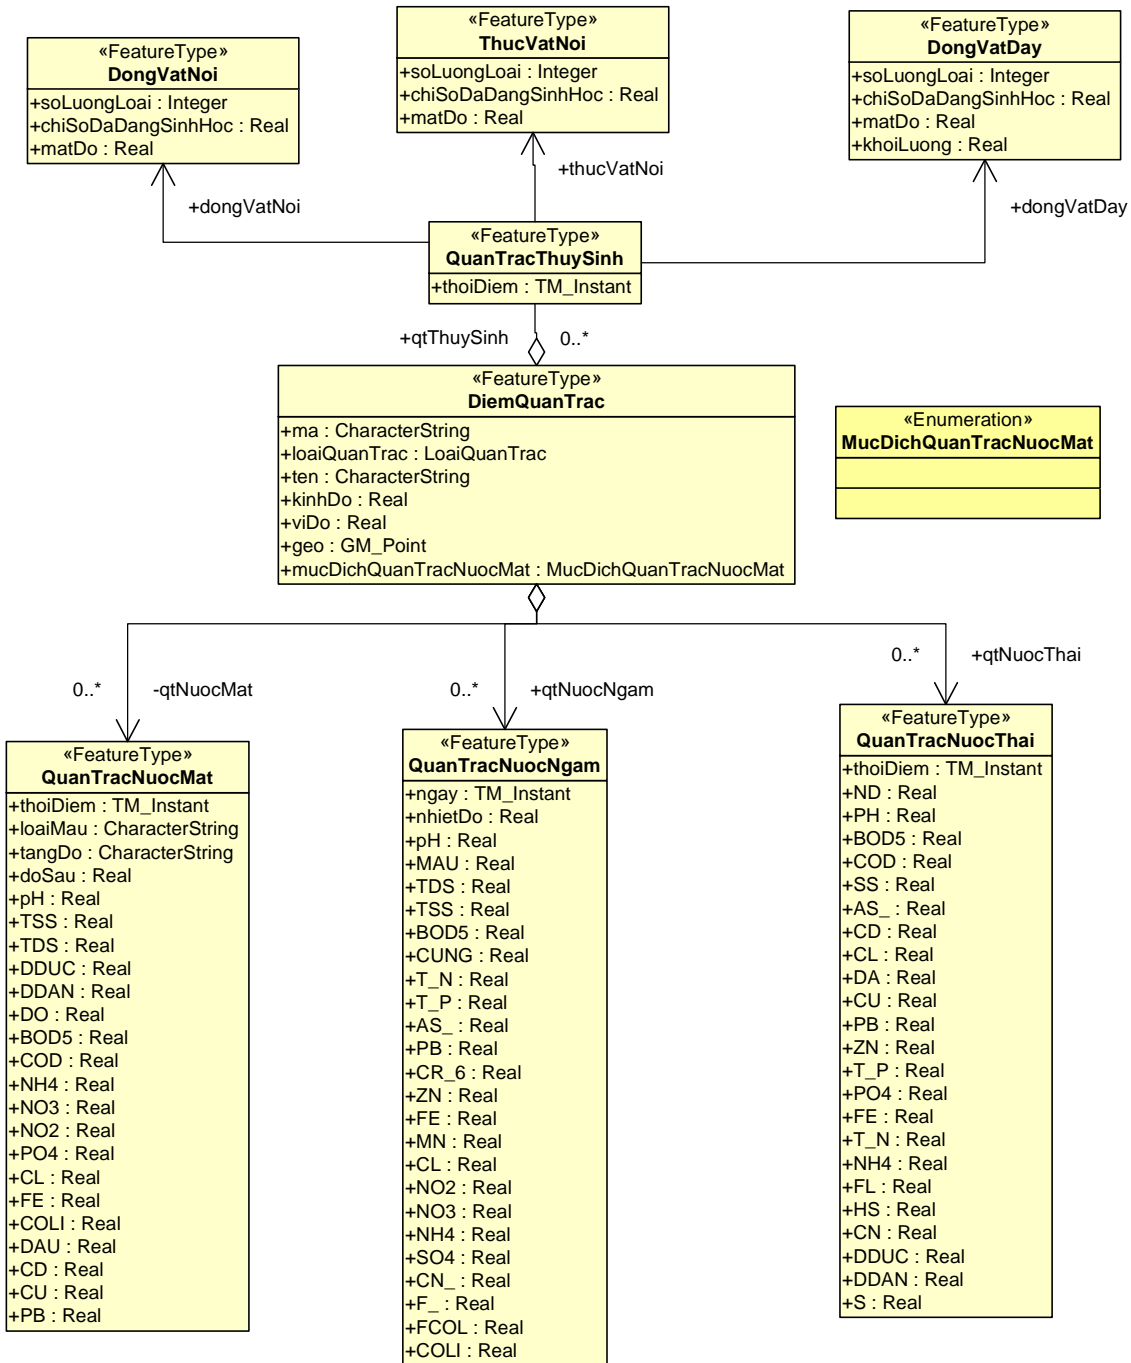 «FeatureType»
DongVatNoi
+soLuongLoai : Integer
+chiSoDaDangSinhHoc : Real
+matDo : Real
«FeatureType»
ThucVatNoi
+soLuongLoai : Integer
+chiSoDaDangSinhHoc : Real
+matDo : Real
«FeatureType»
DongVatDay
+soLuongLoai : Integer
+chiSoDaDangSinhHoc : Real
+matDo : Real
+khoiLuong : Real
+dongVatNoi
+thucVatNoi
+dongVatDay
«FeatureType»
QuanTracThuySinh
+thoiDiem : TM_Instant
+qtThuySinh
0..*
«FeatureType»
DiemQuanTrac
+ma : CharacterString
+loaiQuanTrac : LoaiQuanTrac
+ten : CharacterString
+kinhDo : Real
+viDo : Real
+geo : GM_Point
+mucDichQuanTracNuocMat : MucDichQuanTracNuocMat
«Enumeration»
MucDichQuanTracNuocMat
0..*
-qtNuocMat
0..*
+qtNuocNgam
0..*
+qtNuocThai
«FeatureType»
QuanTracNuocMat
+thoiDiem : TM_Instant
+loaiMau : CharacterString
+tangDo : CharacterString
+doSau : Real
+pH : Real
+TSS : Real
+TDS : Real
+DDUC : Real
+DDAN : Real
+DO : Real
+BOD5 : Real
+COD : Real
+NH4 : Real
+NO3 : Real
+NO2 : Real
+PO4 : Real
+CL : Real
+FE : Real
+COLI : Real
+DAU : Real
+CD : Real
+CU : Real
+PB : Real
«FeatureType»
QuanTracNuocNgam
+ngay : TM_Instant
+nhietDo : Real
+pH : Real
+MAU : Real
+TDS : Real
+TSS : Real
+BOD5 : Real
+CUNG : Real
+T_N : Real
+T_P : Real
+AS_ : Real
+PB : Real
+CR_6 : Real
+ZN : Real
+FE : Real
+MN : Real
+CL : Real
+NO2 : Real
+NO3 : Real
+NH4 : Real
+SO4 : Real
+CN_ : Real
+F_ : Real
+FCOL : Real
+COLI : Real
«FeatureType»
QuanTracNuocThai
+thoiDiem : TM_Instant
+ND : Real
+PH : Real
+BOD5 : Real
+COD : Real
+SS : Real
+AS_ : Real
+CD : Real
+CL : Real
+DA : Real
+CU : Real
+PB : Real
+ZN : Real
+T_P : Real
+PO4 : Real
+FE : Real
+T_N : Real
+NH4 : Real
+FL : Real
+HS : Real
+CN : Real
+DDUC : Real
+DDAN : Real
+S : Real